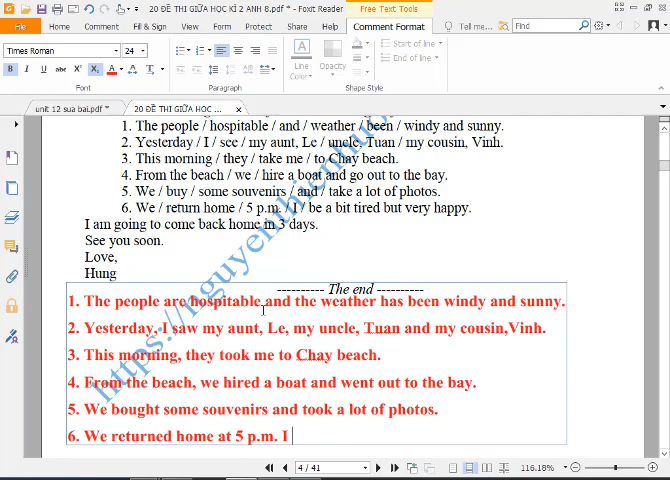 20 ĐỀ THI GIỮA HỌC KÌ 2 ANH 8.pdf * - Foxit Reader
Free Text Tools
File Home Comment Fill & Sign View Form Protect Share Help Extras Comment Format Tell me... Find
Times Roman 24 Start of Line
End of Line
B I U X² X₂ A T Line Color Opacity
Font Style Paragraph Style Shape Style
unit 12 sua bai.pdf * 20 ĐỀ THI GIỮA HỌC ...
1. The people / hospitable / and / weather / been / windy and sunny.
2. Yesterday / I / see / my aunt, Le / uncle, Tuan / my cousin, Vinh.
3. This morning / they / take me / to Chay beach.
4. From the beach / we / hire a boat and go out to the bay.
5. We / buy / some souvenirs / and / take a lot of photos.
6. We / return home / 5 p.m. / I / be a bit tired but very happy.
I am going to come back home in 3 days.
See you soon.
Love,
Hung
---------- The end ----------
1. The people are hospitable and the weather has been windy and sunny.
2. Yesterday, I saw my aunt, Le, my uncle, Tuan and my cousin,Vinh.
3. This morning, they took me to Chay beach.
4. From the beach, we hired a boat and went out to the bay.
5. We bought some souvenirs and took a lot of photos.
6. We returned home at 5 p.m. I
4 / 41 116.18%